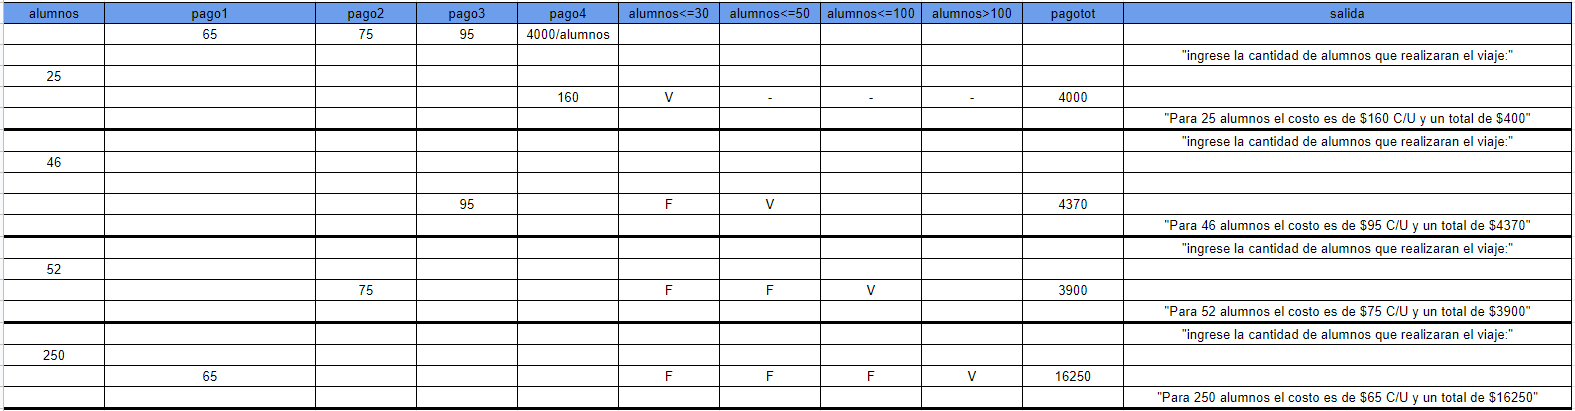 alumnos pago1 pago2 pago3 pago4 alumnos<=30 alumnos<=50 alumnos<=100 alumnos>100 pagotot salida
65 75 95 4000/alumnos
"ingrese la cantidad de alumnos que realizaran el viaje:"
25
160 V - - - 4000
"Para 25 alumnos el costo es de $160 C/U y un total de $400"
"ingrese la cantidad de alumnos que realizaran el viaje:"
46
95 F V 4370
"Para 46 alumnos el costo es de $95 C/U y un total de $4370"
"ingrese la cantidad de alumnos que realizaran el viaje:"
52
75 F F V 3900
"Para 52 alumnos el costo es de $75 C/U y un total de $3900"
"ingrese la cantidad de alumnos que realizaran el viaje:"
250
65 F F F V 16250
"Para 250 alumnos el costo es de $65 C/U y un total de $16250"